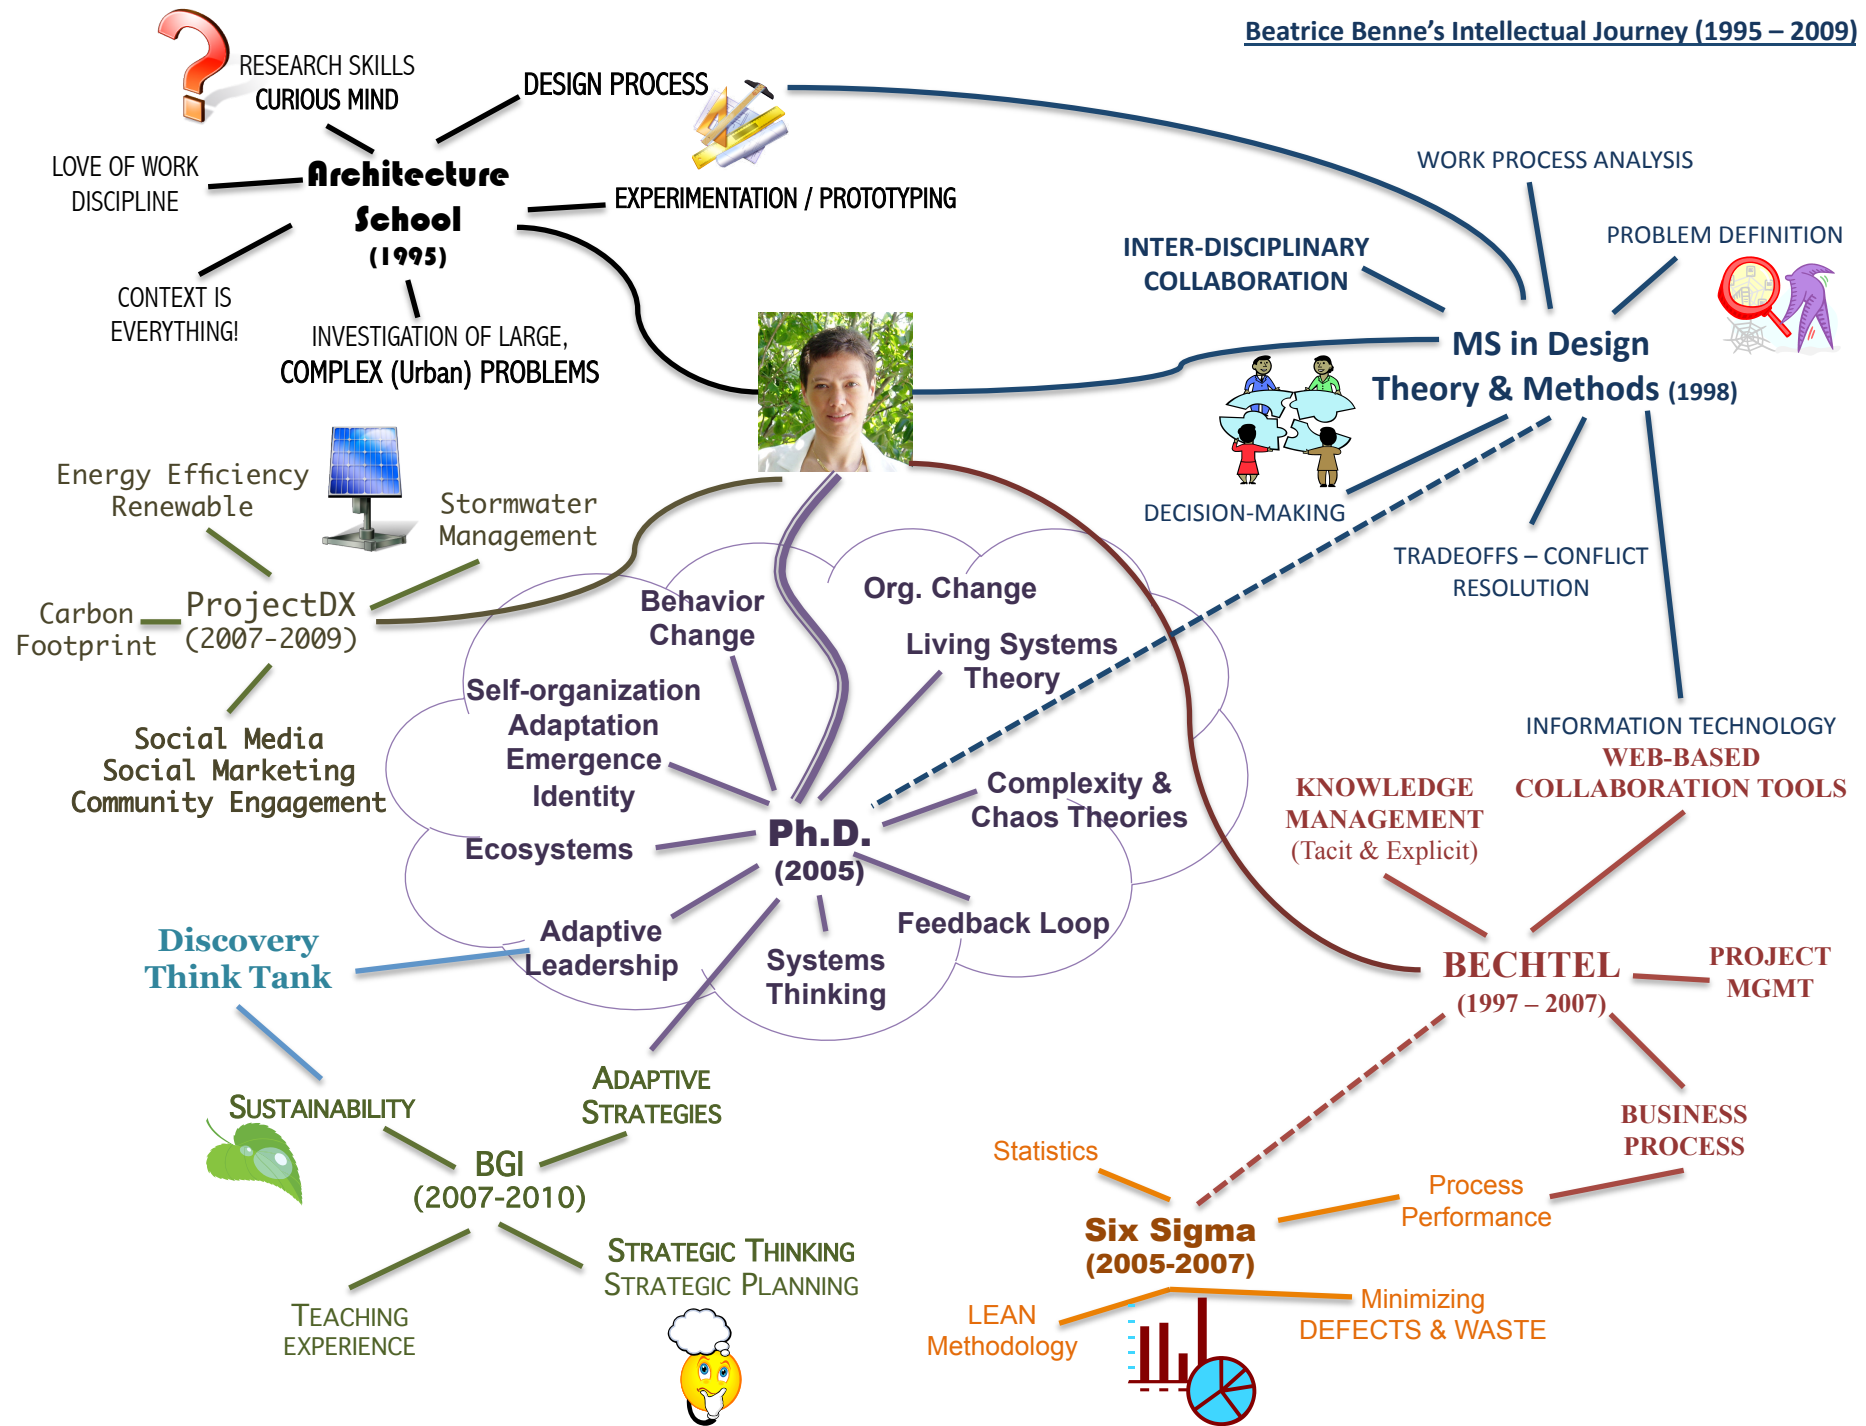 Beatrice Benne's Intellectual Journey (1995 – 2009)
RESEARCH SKILLS
CURIOUS MIND
DESIGN PROCESS
LOVE OF WORK
DISCIPLINE
Architecture
School
(1995)
EXPERIMENTATION / PROTOTYPING
CONTEXT IS
EVERYTHING!
INVESTIGATION OF LARGE,
COMPLEX (Urban) PROBLEMS
WORK PROCESS ANALYSIS
PROBLEM DEFINITION
INTER-DISCIPLINARY
COLLABORATION
MS in Design
Theory & Methods (1998)
DECISION-MAKING
TRADEOFFS – CONFLICT
RESOLUTION
INFORMATION TECHNOLOGY
WEB-BASED
COLLABORATION TOOLS
KNOWLEDGE
MANAGEMENT
(Tacit & Explicit)
BECHTEL
(1997 – 2007)
PROJECT
MGMT
BUSINESS
PROCESS
Energy Efficiency
Renewable
Stormwater
Management
Carbon
Footprint
ProjectDX
(2007-2009)
Social Media
Social Marketing
Community Engagement
Behavior
Change
Org. Change
Living Systems
Theory
Self-organization
Adaptation
Emergence
Identity
Complexity &
Chaos Theories
Ph.D.
(2005)
Ecosystems
Feedback Loop
Adaptive
Leadership
Systems
Thinking
Discovery
Think Tank
SUSTAINABILITY
ADAPTIVE
STRATEGIES
BGI
(2007-2010)
STRATEGIC THINKING
STRATEGIC PLANNING
TEACHING
EXPERIENCE
Statistics
Process
Performance
Six Sigma
(2005-2007)
LEAN
Methodology
Minimizing
DEFECTS & WASTE